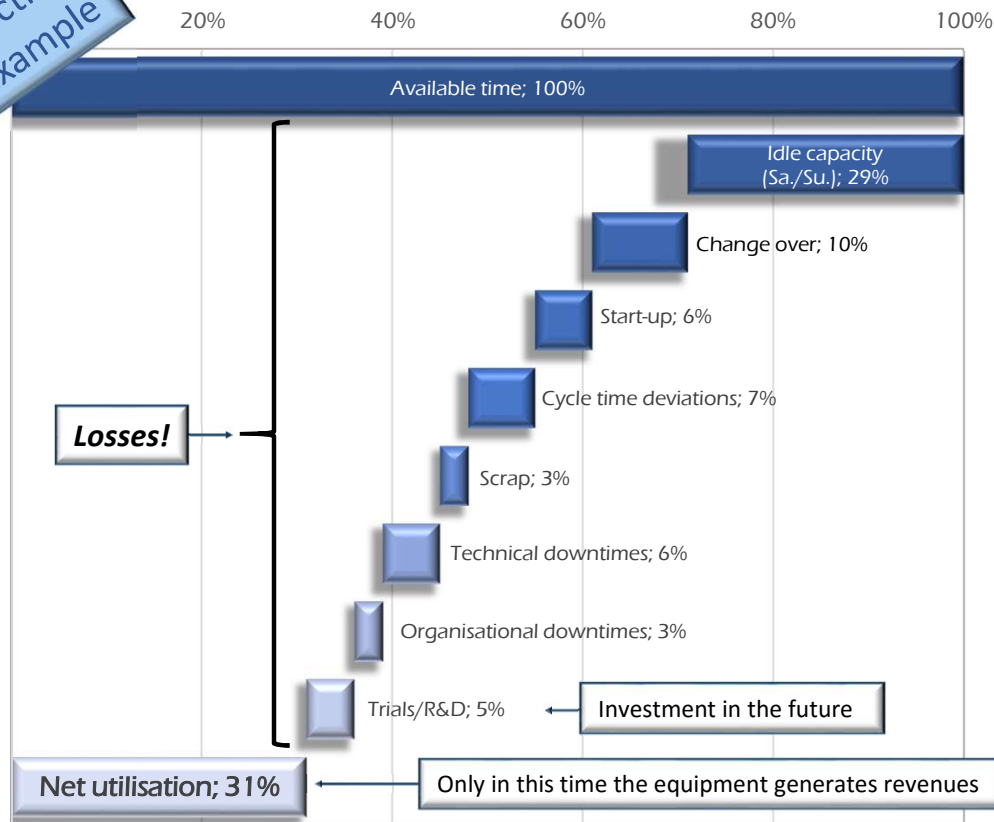 xample
20%
40%
60%
80%
100%
Available time; 100%
Idle capacity
(Sa./Su.); 29%
Change over; 10%
Start-up; 6%
Cycle time deviations; 7%
Losses!
Scrap; 3%
Technical downtimes; 6%
Organisational downtimes; 3%
Trials/R&D; 5%
Investment in the future
Net utilisation; 31%
Only in this time the equipment generates revenues